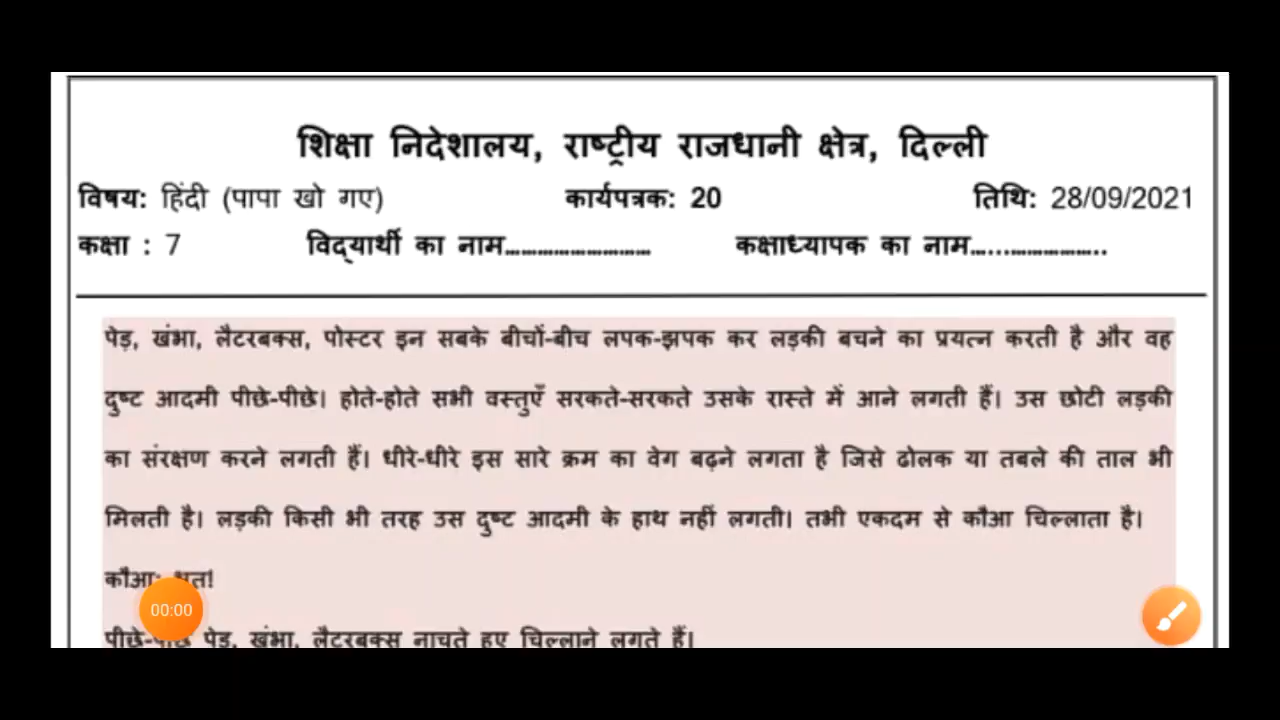 शिक्षा निदेशालय, राष्ट्रीय राजधानी क्षेत्र, दिल्ली
विषय: हिंदी (पापा खो गए) कार्यपत्रक: 20 तिथि: 28/09/2021
कक्षा : 7 विद्यार्थी का नाम............................ कक्षाध्यापक का नाम..........................
पेड़, खंभा, लैटरबक्स, पोस्टर इन सबके बीचों-बीच लपक-झपक कर लड़की बचने का प्रयत्न करती है और वह
दुष्ट आदमी पीछे-पीछे। होते-होते सभी वस्तुएँ सरकते-सरकते उसके रास्ते में आने लगती हैं। उस छोटी लड़की
का संरक्षण करने लगती हैं। धीरे-धीरे इस सारे क्रम का वेग बढ़ने लगता है जिसे ढोलक या तबले की ताल भी
मिलती है। लड़की किसी भी तरह उस दुष्ट आदमी के हाथ नहीं लगती। तभी एकदम से कौआ चिल्लाता है।
कौआ:
00:00
पेड़, खंभा, लैटरबक्स नाचते हुए चिल्लाने लगते हैं।